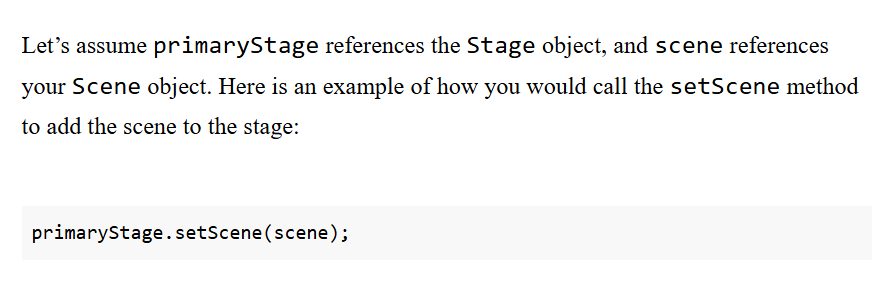 Let’s assume primaryStage references the Stage object, and scene references
your Scene object. Here is an example of how you would call the setScene method
to add the scene to the stage:
primaryStage.setScene(scene);